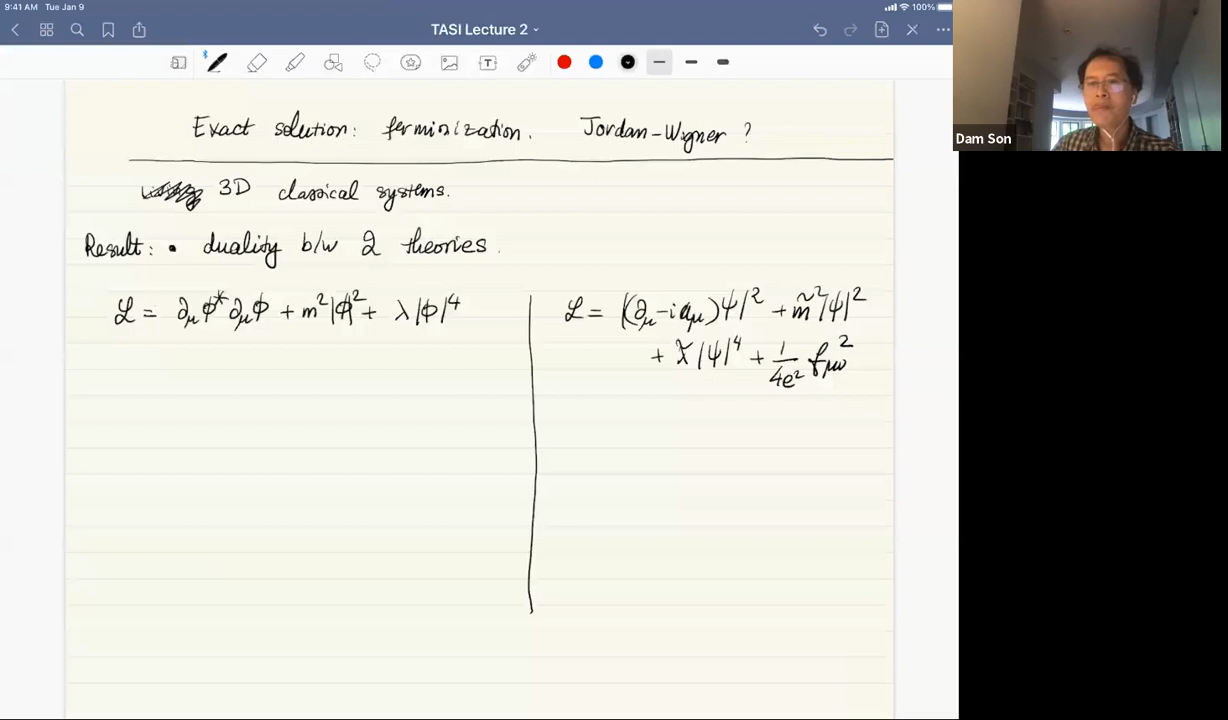 9:41 AM Tue Jan 9
100%
TASI Lecture 2
Dam Son
Exact solution: fermionization. Jordan-Wigner ?
3D classical systems.
Result: • duality b/w 2 theories.
ℒ = ∂μϕ*∂μϕ + m²|ϕ|² + λ|ϕ|⁴
ℒ = |(∂μ-iaμ)ψ|² + m̃²|ψ|²
+ λ̃|ψ|⁴ + 1/4e² fμν²